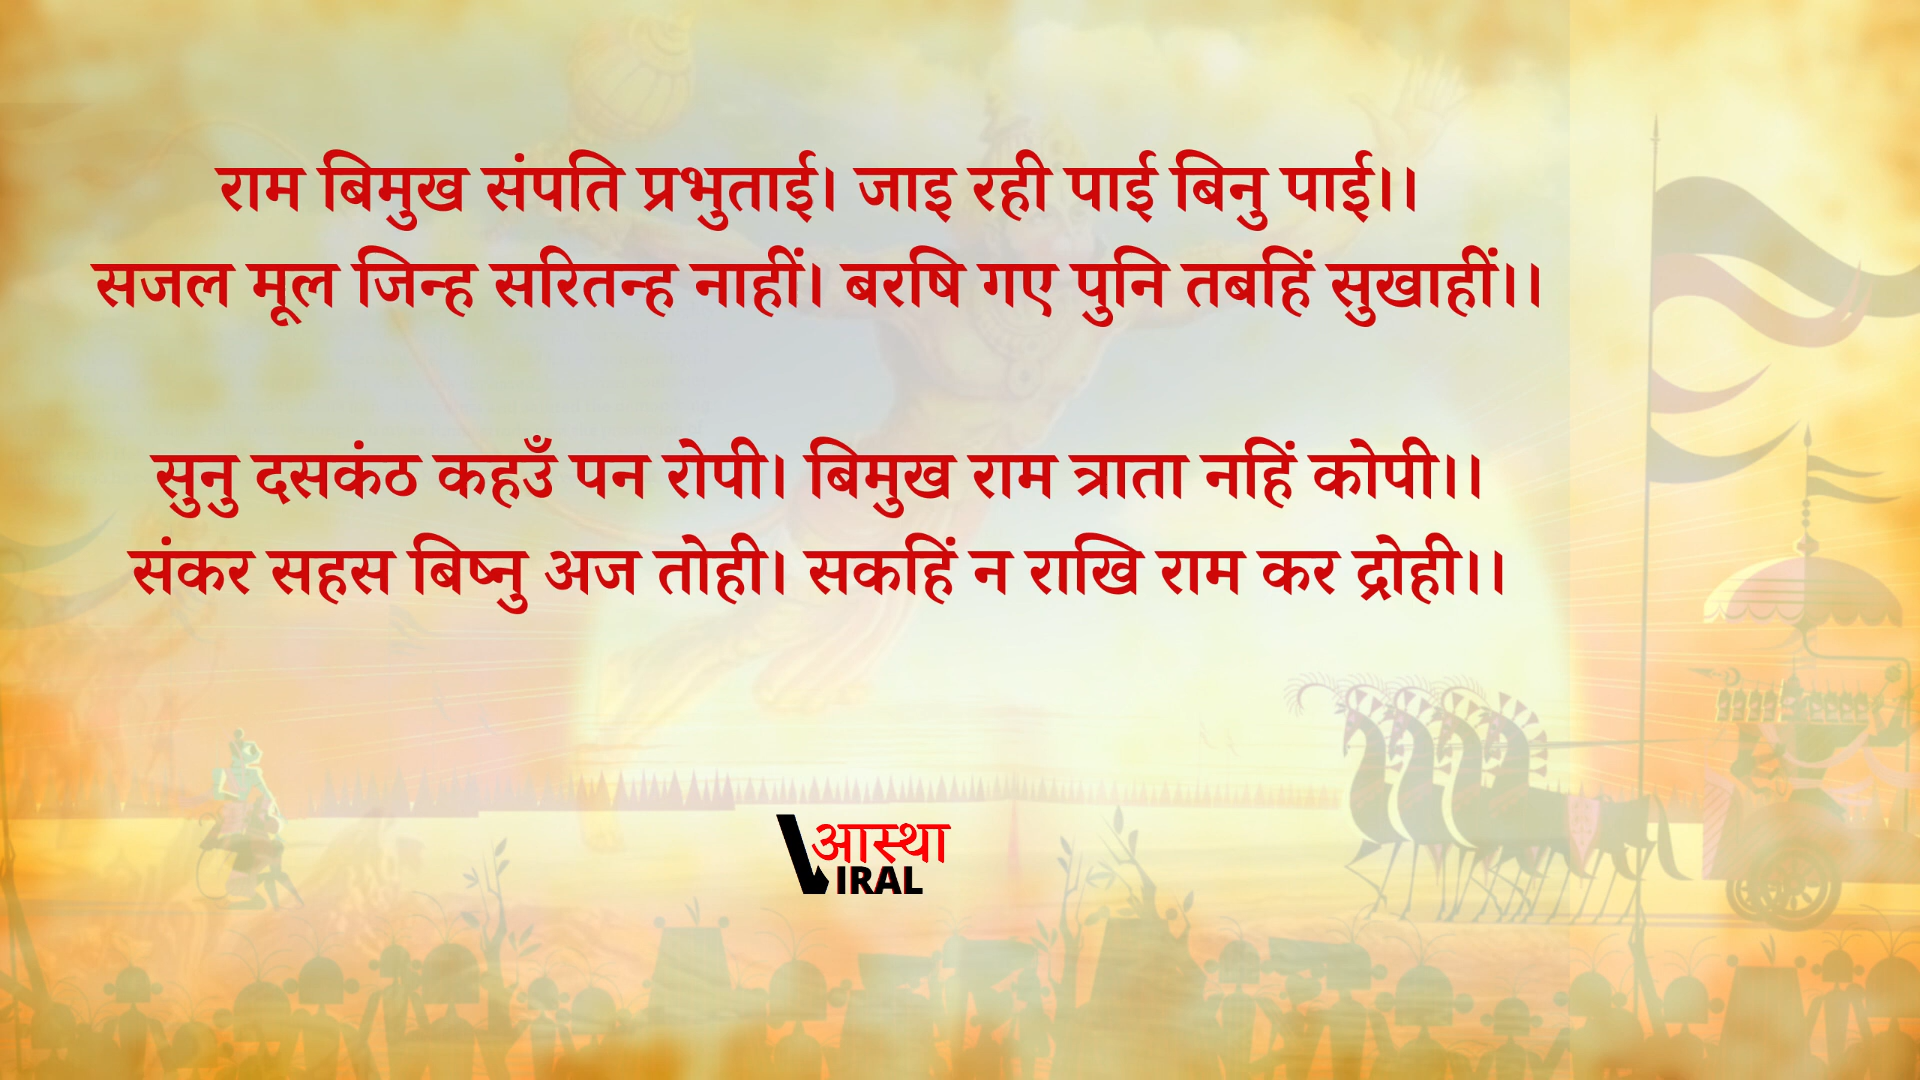 राम बिमुख संपति प्रभुताई। जाइ रही पाई बिनु पाई।।
सजल मूल जिन्ह सरितन्ह नाहीं। बरषि गए पुनि तबहिं सुखाहीं।।
सुनु दसकंठ कहउँ पन रोपी। बिमुख राम त्राता नहिं कोपी।।
संकर सहस बिष्नु अज तोही। सकहिं न राखि राम कर द्रोही।।
आस्था
VIRAL